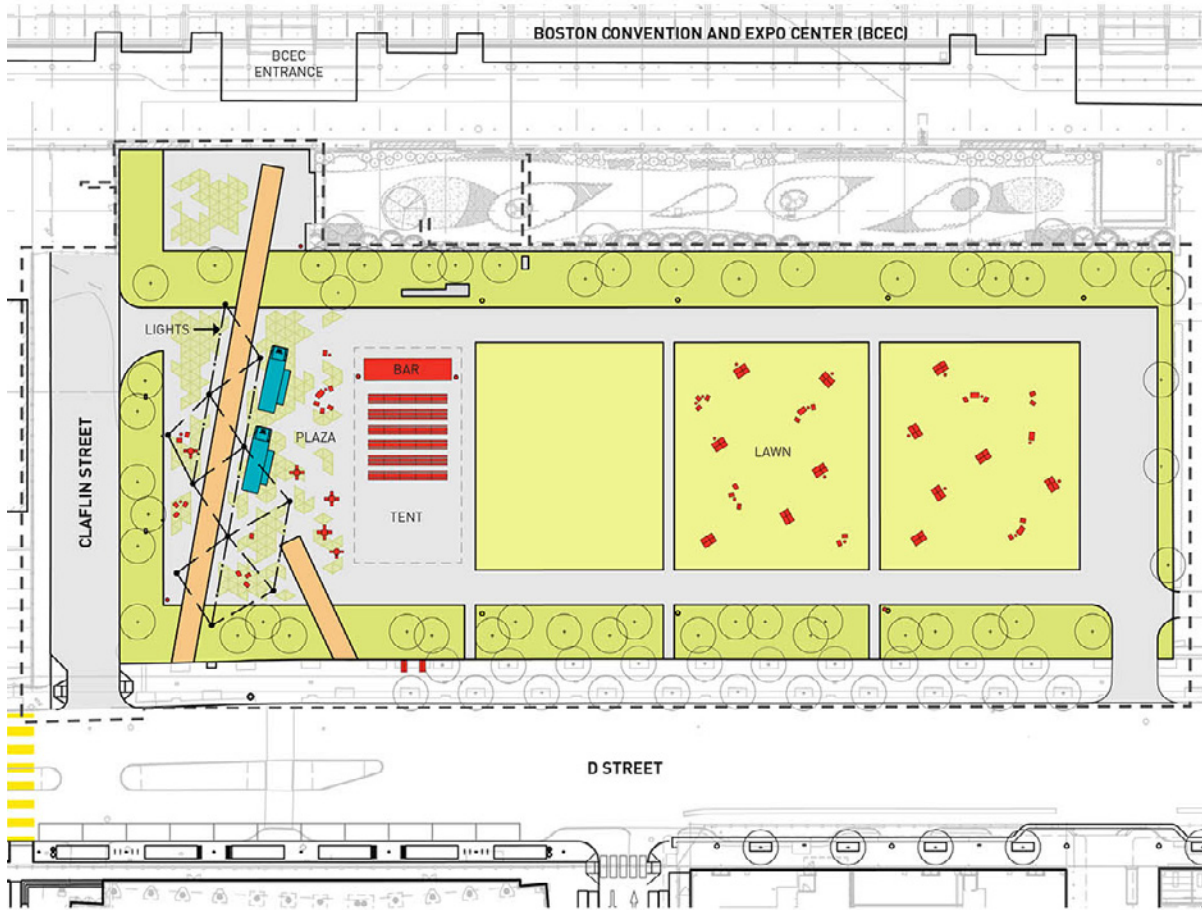 BOSTON CONVENTION AND EXPO CENTER (BCEC)
BCEC
ENTRANCE
LIGHTS
BAR
PLAZA
LAWN
CLAFLIN STREET
TENT
D STREET